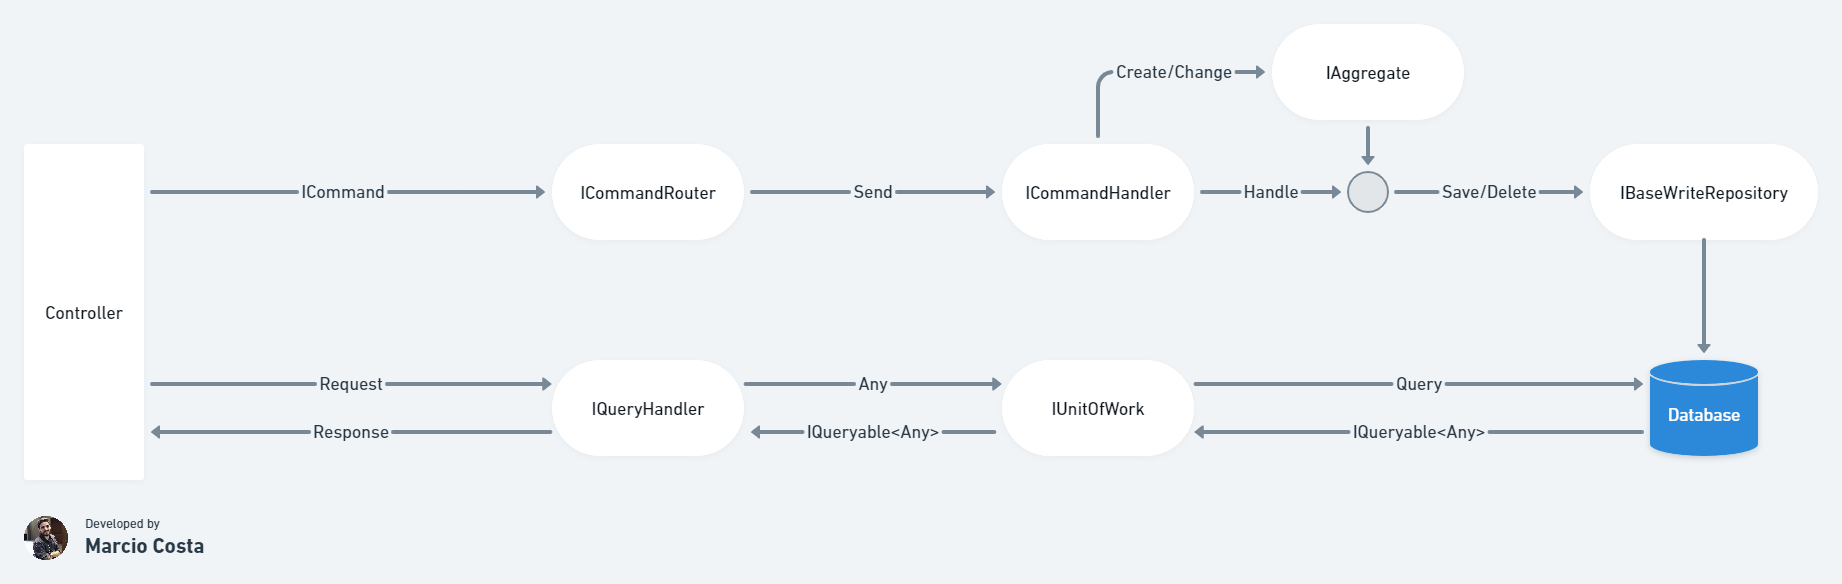 Create/Change
IAggregate
ICommand
ICommandRouter
Send
ICommandHandler
Handle
Save/Delete
IBaseWriteRepository
Controller
Request
IQueryHandler
Any
IUnitOfWork
Query
Database
Response
IQueryable<Any>
IQueryable<Any>
Developed by
Marcio Costa